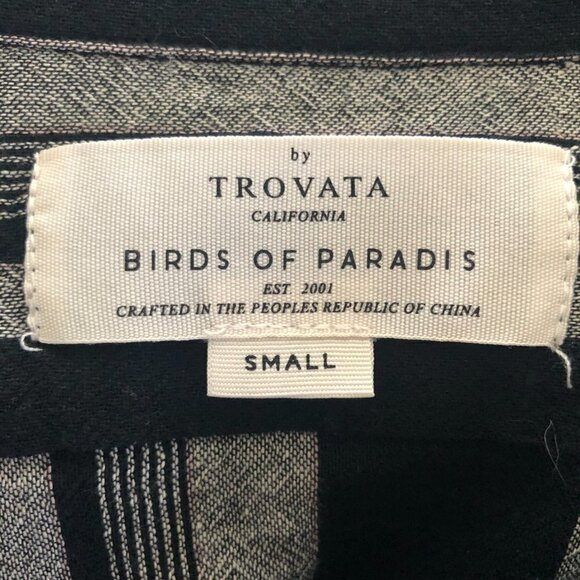 by
TROVATA
CALIFORNIA
BIRDS OF PARADIS
EST. 2001
CRAFTED IN THE PEOPLES REPUBLIC OF CHINA
SMALL